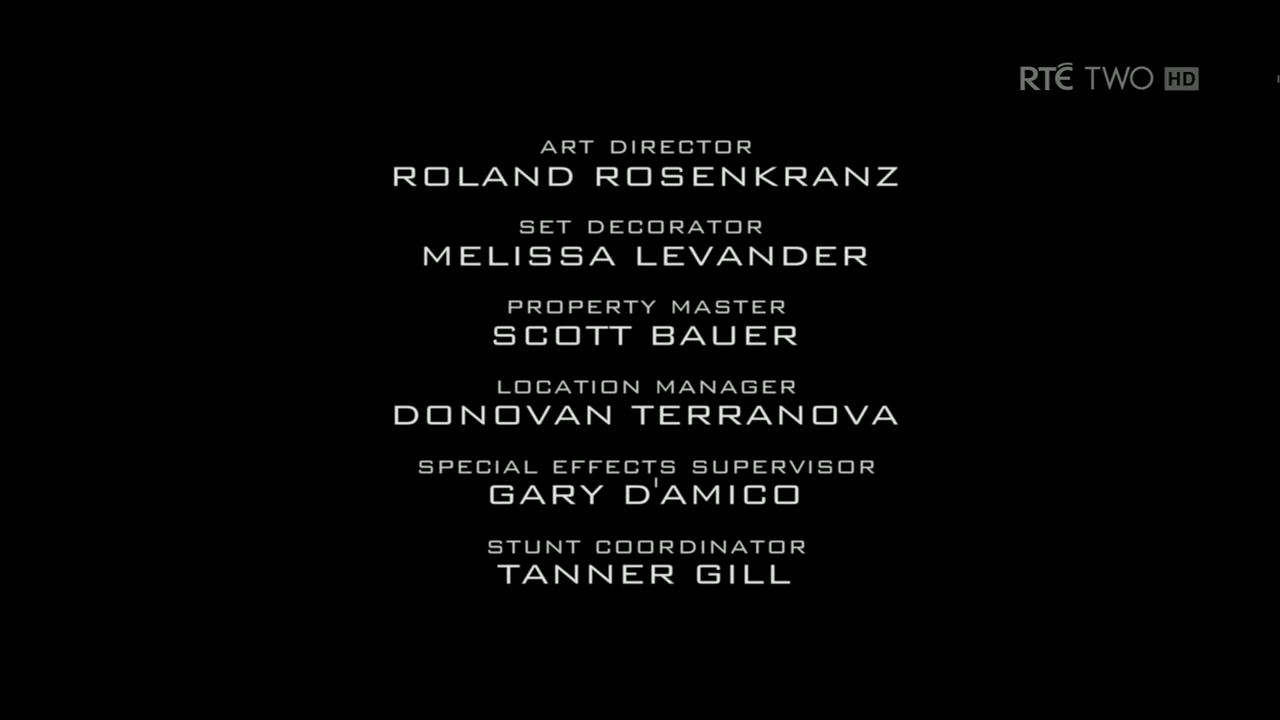 RTÉ TWO HD
ART DIRECTOR
ROLAND ROSENKRANZ
SET DECORATOR
MELISSA LEVANDER
PROPERTY MASTER
SCOTT BAUER
LOCATION MANAGER
DONOVAN TERRANOVA
SPECIAL EFFECTS SUPERVISOR
GARY D'AMICO
STUNT COORDINATOR
TANNER GILL